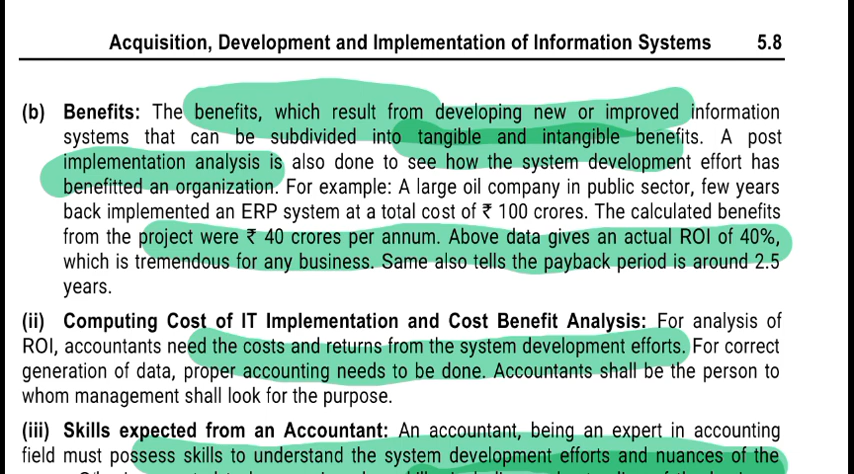 Acquisition, Development and Implementation of Information Systems 5.8
(b) Benefits: The benefits, which result from developing new or improved information
systems that can be subdivided into tangible and intangible benefits. A post
implementation analysis is also done to see how the system development effort has
benefitted an organization. For example: A large oil company in public sector, few years
back implemented an ERP system at a total cost of ₹ 100 crores. The calculated benefits
from the project were ₹ 40 crores per annum. Above data gives an actual ROI of 40%,
which is tremendous for any business. Same also tells the payback period is around 2.5
years.
(ii) Computing Cost of IT Implementation and Cost Benefit Analysis: For analysis of
ROI, accountants need the costs and returns from the system development efforts. For correct
generation of data, proper accounting needs to be done. Accountants shall be the person to
whom management shall look for the purpose.
(iii) Skills expected from an Accountant: An accountant, being an expert in accounting
field must possess skills to understand the system development efforts and nuances of the